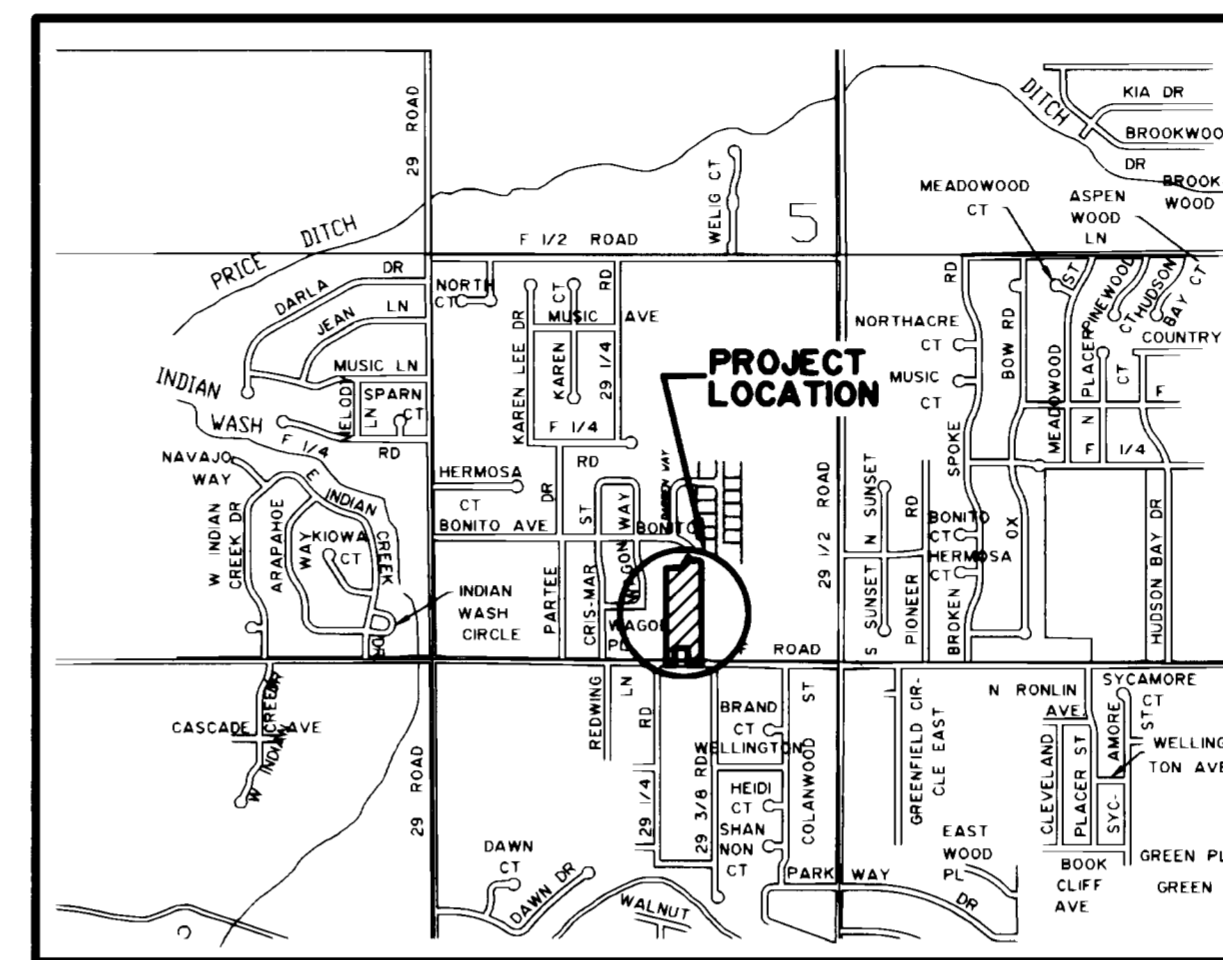 29 ROAD
DITCH
KIA DR
BROOKWOO
DR
BROOK
WOOD
MEADOWOOD
CT
ASPEN
WOOD
LN
WELIG CT
5
F 1/2 ROAD
PRICE DITCH
DARLA DR
JEAN LN
MUSIC LN
MELODY LN
SPARN
CT
INDIAN
WASH
F 1/4
RD
NORTH
CT
KAREN LEE DR
KAREN CT
MUSIC AVE
29 1/4 RD
F 1/4
RD
PROJECT
LOCATION
RD
NORTHACRE
CT
MUSIC
CT
BOW RD
ST
MEADOWOOD
PINEWOOD
CT
HUDSON
BAY CT
COUNTRY
N PLACER
CT
F
F 1/4
NAVAJO
WAY
W INDIAN
CREEK DR
ARAPAHOE
WAY
E INDIAN
CREEK
DR
KIOWA
CT
INDIAN
WASH
CIRCLE
HERMOSA
CT
BONITO AVE
PARTEE
DR
CRIS-MAR
ST
WAGON WAY
WAGON
PL
BONITO
29 1/2 ROAD
N SUNSET
S SUNSET
PIONEER
RD
BONITO
CT
HERMOSA
CT
BROKEN
SPOKE
OX
HUDSON BAY DR
F ROAD
CASCADE AVE
W INDIAN
CREEK
29 ROAD
REDWING
LN
29 1/4
RD
BRAND
CT
WELLINGTON
29 3/8 RD
HEIDI
CT
SHAN
NON
CT
COLANWOOD
ST
GREENFIELD CIR-
CLE EAST
N RONLIN
AVE
SYCAMORE
CT
ST
SYC-
AMORE
WELLING
TON AVE
CLEVELAND
PLACER ST
BOOK
CLIFF
AVE
GREEN PL
GREEN
EAST
WOOD
PL
DAWN
CT
DAWN DR
WALNUT
PARK WAY
DR